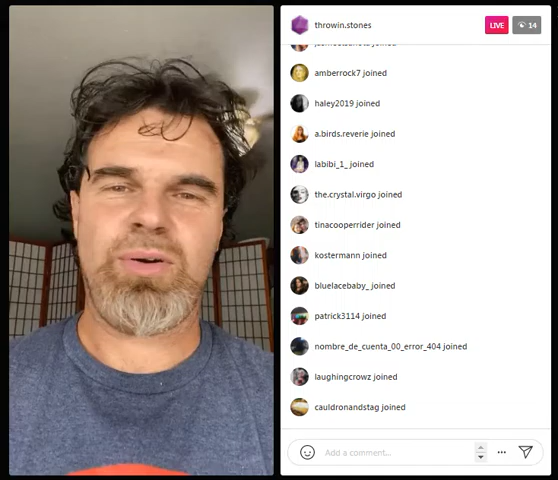 throwin.stones
LIVE
14
amberrock7 joined
haley2019 joined
a.birds.reverie joined
labibi_1_ joined
the.crystal.virgo joined
tinacooperrider joined
kostermann joined
bluelacebaby_ joined
patrick3114 joined
nombre_de_cuenta_00_error_404 joined
laughingcrowz joined
cauldronandstag joined
Add a comment...